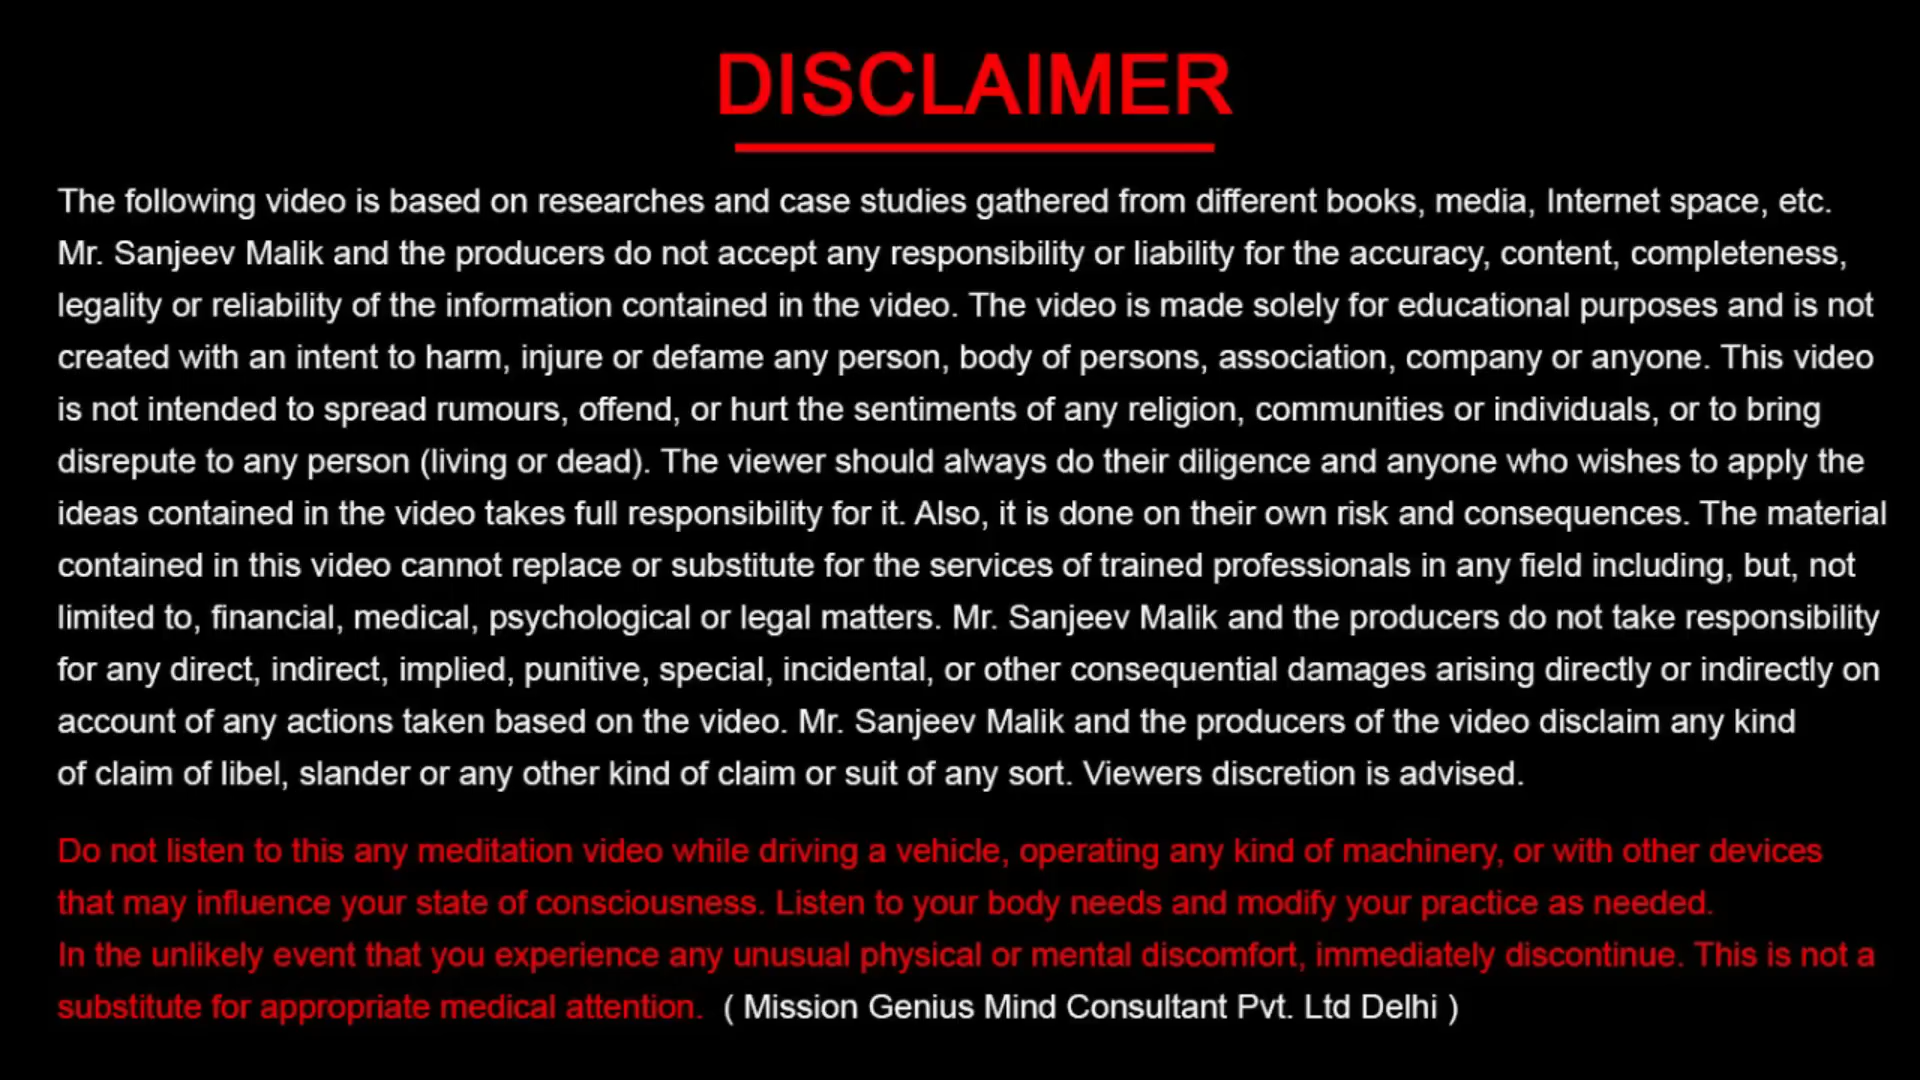 DISCLAIMER
The following video is based on researches and case studies gathered from different books, media, Internet space, etc.
Mr. Sanjeev Malik and the producers do not accept any responsibility or liability for the accuracy, content, completeness,
legality or reliability of the information contained in the video. The video is made solely for educational purposes and is not
created with an intent to harm, injure or defame any person, body of persons, association, company or anyone. This video
is not intended to spread rumours, offend, or hurt the sentiments of any religion, communities or individuals, or to bring
disrepute to any person (living or dead). The viewer should always do their diligence and anyone who wishes to apply the
ideas contained in the video takes full responsibility for it. Also, it is done on their own risk and consequences. The material
contained in this video cannot replace or substitute for the services of trained professionals in any field including, but, not
limited to, financial, medical, psychological or legal matters. Mr. Sanjeev Malik and the producers do not take responsibility
for any direct, indirect, implied, punitive, special, incidental, or other consequential damages arising directly or indirectly on
account of any actions taken based on the video. Mr. Sanjeev Malik and the producers of the video disclaim any kind
of claim of libel, slander or any other kind of claim or suit of any sort. Viewers discretion is advised.
Do not listen to this any meditation video while driving a vehicle, operating any kind of machinery, or with other devices
that may influence your state of consciousness. Listen to your body needs and modify your practice as needed.
In the unlikely event that you experience any unusual physical or mental discomfort, immediately discontinue. This is not a
substitute for appropriate medical attention. ( Mission Genius Mind Consultant Pvt. Ltd Delhi )